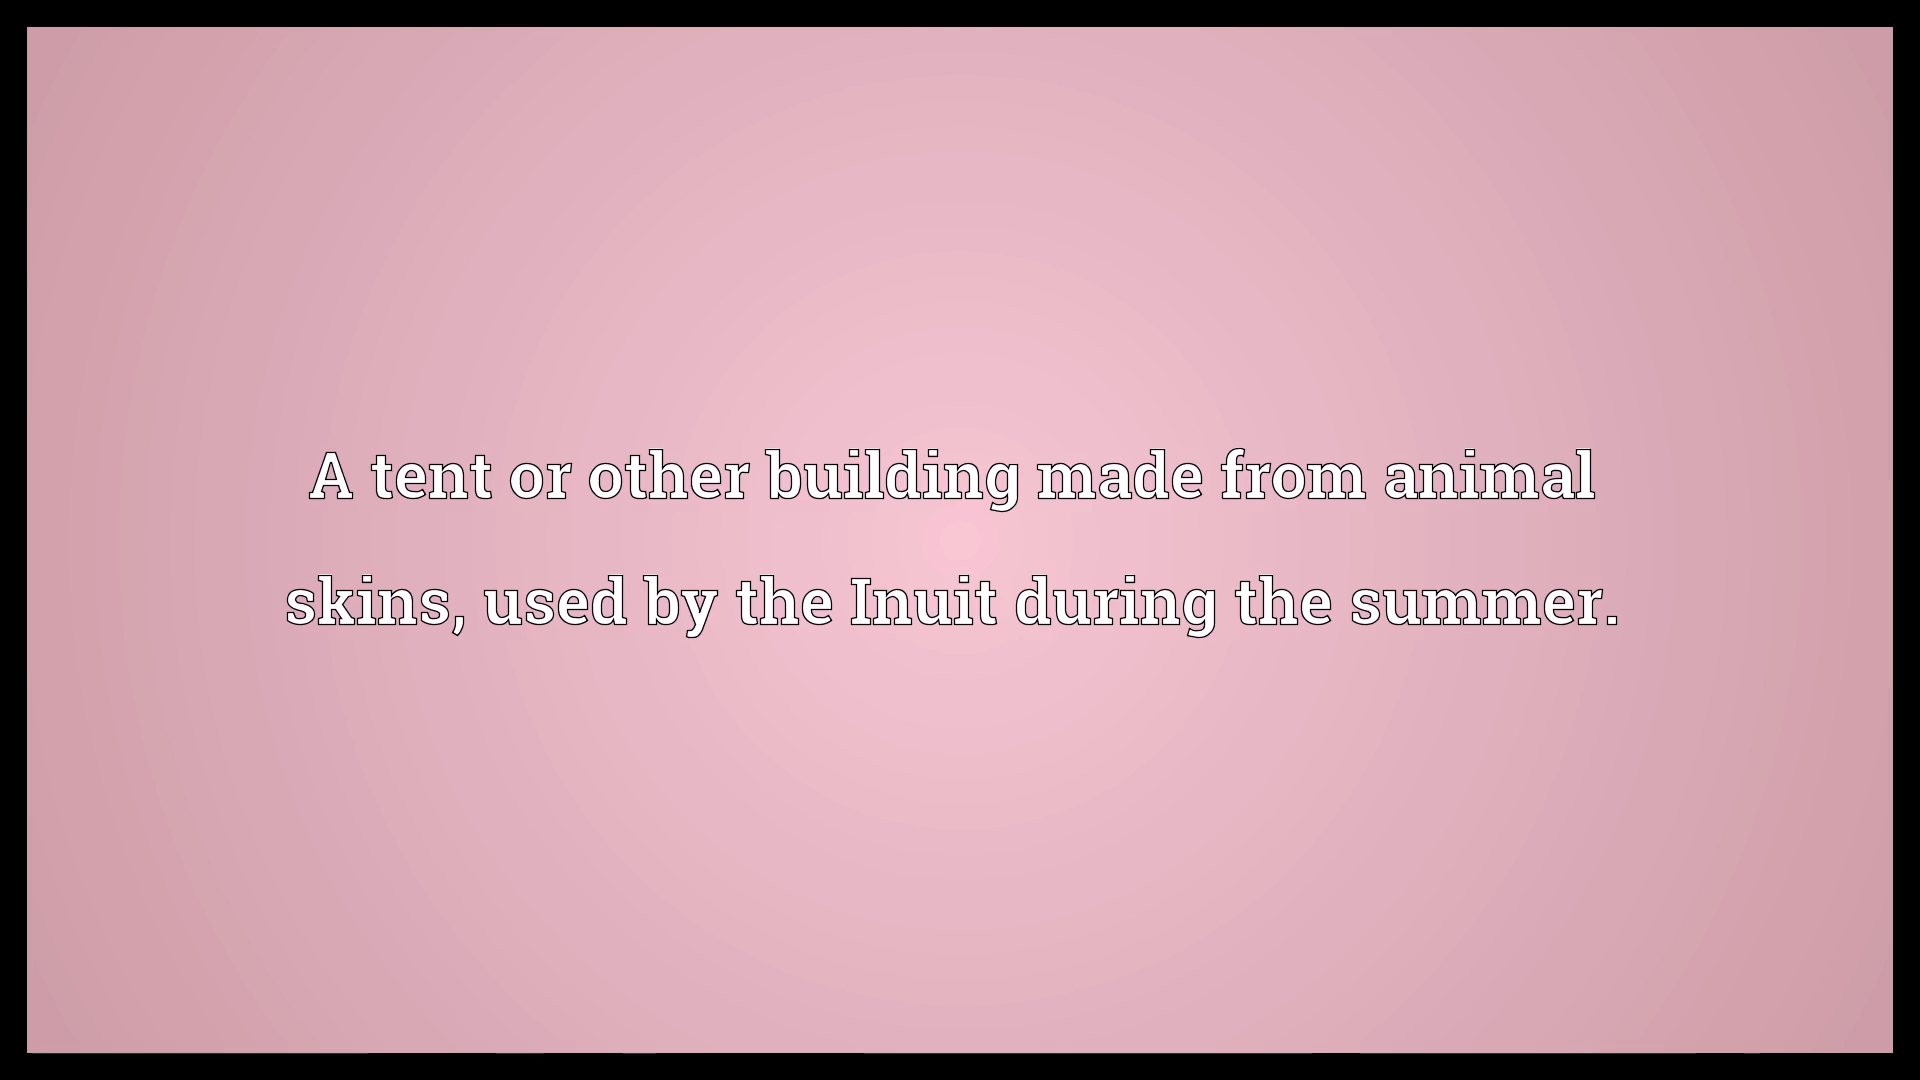 A tent or other building made from animal
skins, used by the Inuit during the summer.